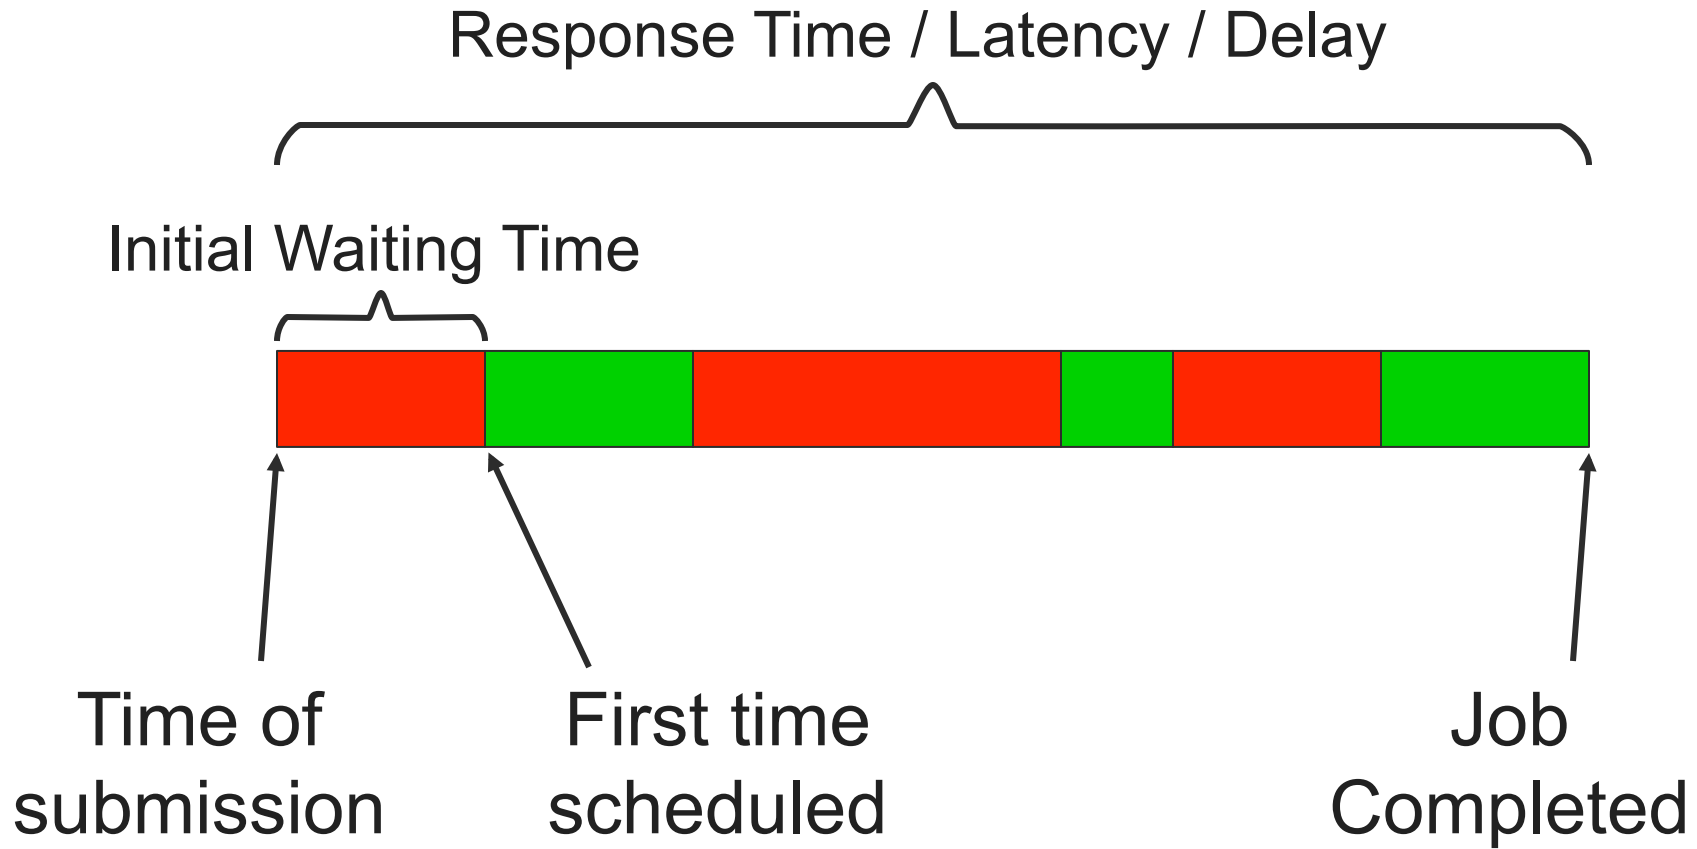 Response Time / Latency / Delay
Initial Waiting Time
Time of
submission
First time
scheduled
Job
Completed